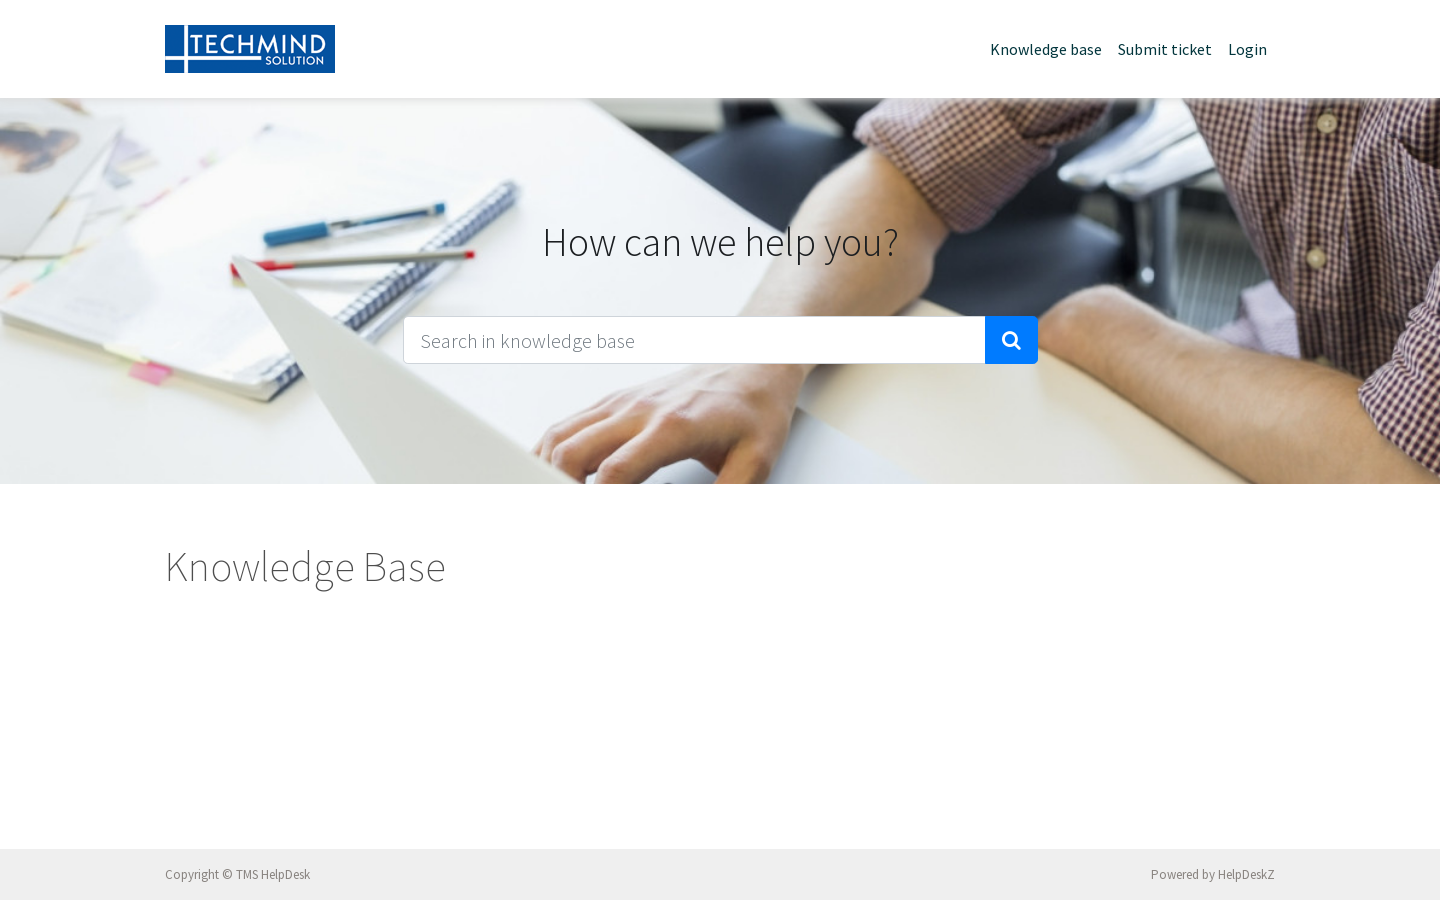 TECHMIND
SOLUTION
Knowledge base Submit ticket Login
How can we help you?
Search in knowledge base
Knowledge Base
Copyright © TMS HelpDesk
Powered by HelpDeskZ